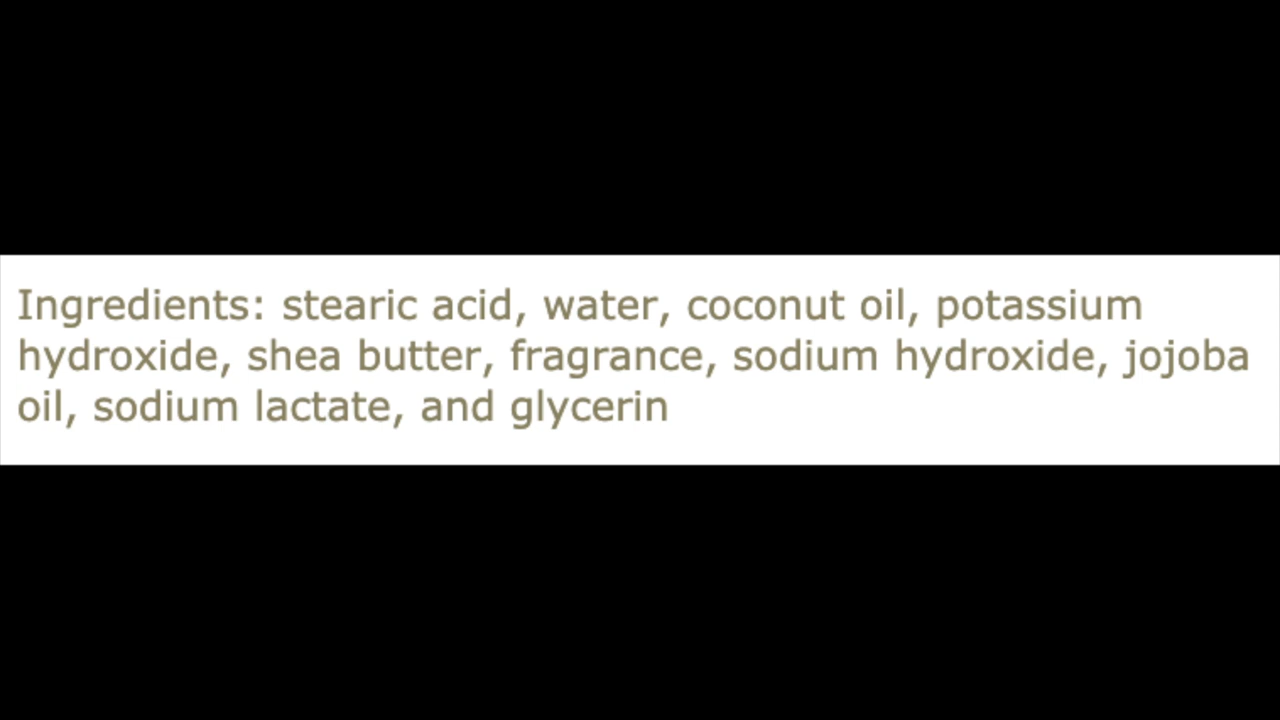 Ingredients: stearic acid, water, coconut oil, potassium
hydroxide, shea butter, fragrance, sodium hydroxide, jojoba
oil, sodium lactate, and glycerin